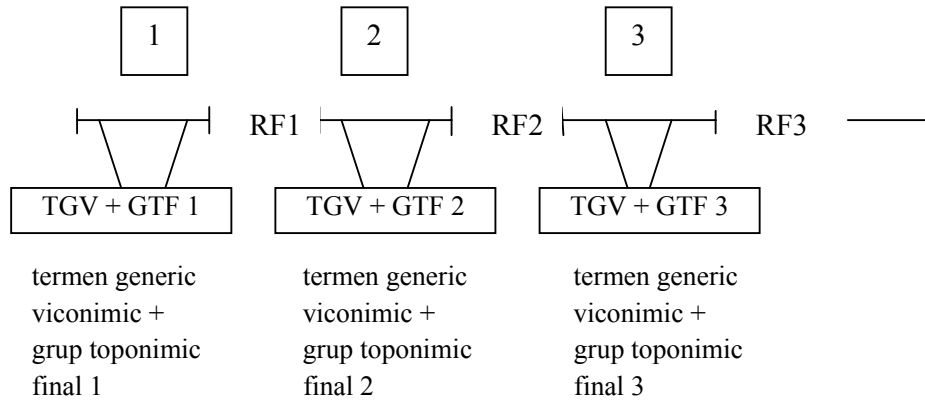 1 2 3
RF1 RF2 RF3
TGV + GTF 1 TGV + GTF 2 TGV + GTF 3
termen generic
viconimic +
grup toponimic
final 1
termen generic
viconimic +
grup toponimic
final 2
termen generic
viconimic +
grup toponimic
final 3